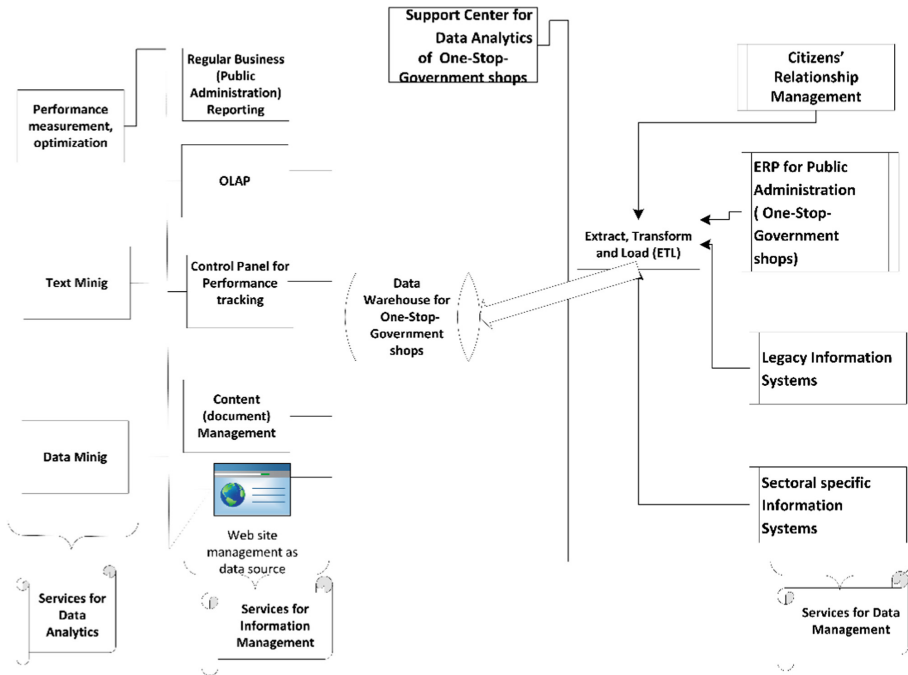 Support Center for
Data Analytics
of One-Stop-
Government shops
Regular Business
(Public
Administration)
Reporting
Performance
measurement,
optimization
OLAP
Text Minig
Control Panel for
Performance
tracking
Content
(document)
Management
Data Minig
Web site
management as
data source
Data
Warehouse for
One-Stop-
Government
shops
Extract, Transform
and Load (ETL)
Citizens’
Relationship
Management
ERP for Public
Administration
( One-Stop-
Government
shops)
Legacy Information
Systems
Sectoral specific
Information
Systems
Services for
Data
Analytics
Services for
Information
Management
Services for Data
Management